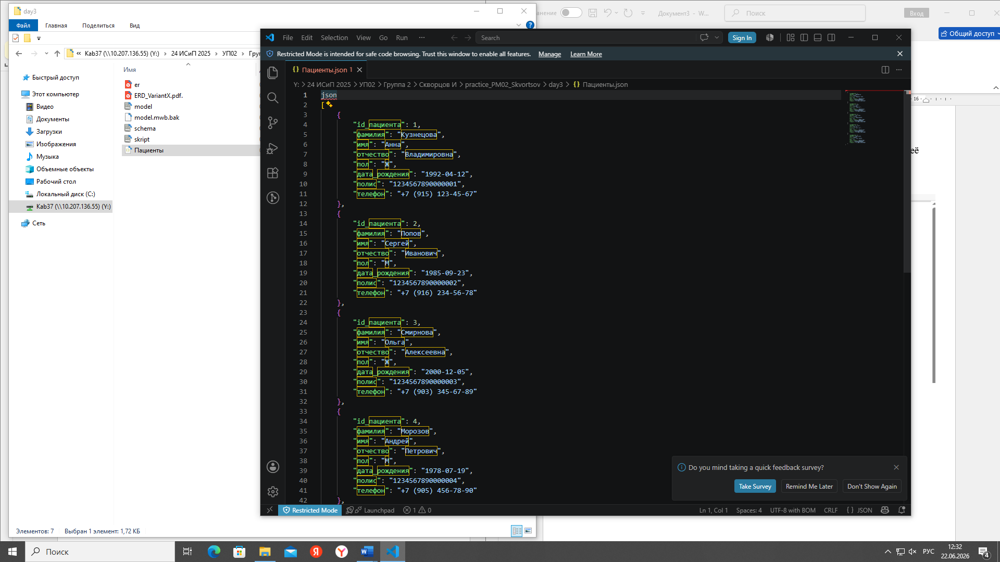 day3
Файл Главная Поделиться Вид
« Kab37 (\\10.207.136.55) (Y:) › 24 ИСиП 2025 › УП02 ›
Имя
Быстрый доступ
Этот компьютер
Видео
Документы
Загрузки
Изображения
Музыка
Объемные объекты
Рабочий стол
Локальный диск (C:)
Kab37 (\\10.207.136.55) (Y:)
Сеть
er
ERD_VariantX.pdf.
model
model.mwb.bak
schema
skript
Пациенты
Элементов: 7 Выбран 1 элемент: 1,72 КБ
Документ3 - W...
Поиск
Вход
Общий доступ
16
её
File Edit Selection View Go Run ···
Search
Sign In
Restricted Mode is intended for safe code browsing. Trust this window to enable all features. Manage Learn More
{} Пациенты.json 1
Y: > 24 ИСиП 2025 > УП02 > Группа 2 > Скворцов И > practice_PM02_Skvortsov > day3 > {} Пациенты.json
1 json
2 [
3 {
4 "id_пациента": 1,
5 "фамилия": "Кузнецова",
6 "имя": "Анна",
7 "отчество": "Владимировна",
8 "пол": "Ж",
9 "дата_рождения": "1992-04-12",
10 "полис": "1234567890000001",
11 "телефон": "+7 (915) 123-45-67"
12 },
13 {
14 "id_пациента": 2,
15 "фамилия": "Попов",
16 "имя": "Сергей",
17 "отчество": "Иванович",
18 "пол": "М",
19 "дата_рождения": "1985-09-23",
20 "полис": "1234567890000002",
21 "телефон": "+7 (916) 234-56-78"
22 },
23 {
24 "id_пациента": 3,
25 "фамилия": "Смирнова",
26 "имя": "Ольга",
27 "отчество": "Алексеевна",
28 "пол": "Ж",
29 "дата_рождения": "2000-12-05",
30 "полис": "1234567890000003",
31 "телефон": "+7 (903) 345-67-89"
32 },
33 {
34 "id_пациента": 4,
35 "фамилия": "Морозов",
36 "имя": "Андрей",
37 "отчество": "Петрович",
38 "пол": "М",
39 "дата_рождения": "1978-07-19",
40 "полис": "1234567890000004",
41 "телефон": "+7 (905) 456-78-90"
42 },
Do you mind taking a quick feedback survey?
Take Survey Remind Me Later Don't Show Again
Restricted Mode Launchpad 1 0 Ln 1, Col 1 Spaces: 4 UTF-8 with BOM CRLF {} JSON
Поиск
РУС
12:32
22.06.2026
4